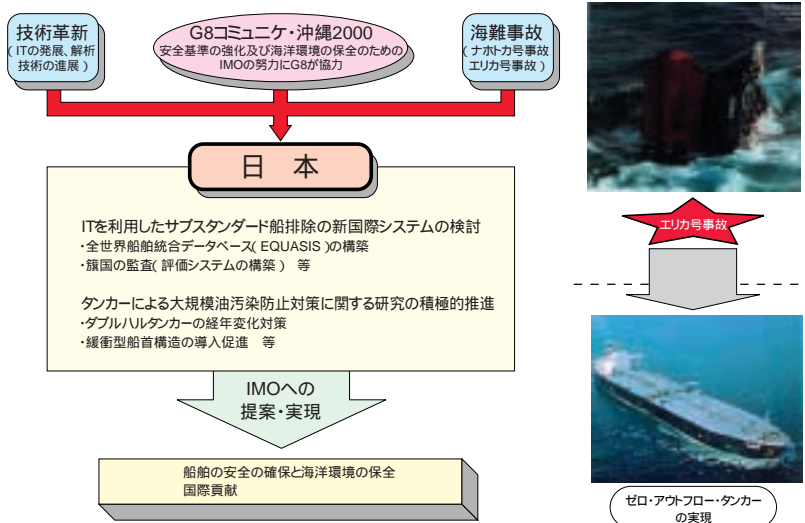 技術革新
( ITの発展、解析
技術の進展 )
G8コミュニケ・沖縄2000
安全基準の強化及び海洋環境の保全のための
IMOの努力にG8が協力
海難事故
( ナホトカ号事故
エリカ号事故 )
日 本
ITを利用したサブスタンダード船排除の新国際システムの検討
・全世界船舶統合データベース( EQUASIS )の構築
・旗国の監査( 評価システムの構築 ) 等
タンカーによる大規模油汚染防止対策に関する研究の積極的推進
・ダブルハルタンカーの経年変化対策
・緩衝型船首構造の導入促進 等
IMOへの
提案・実現
船舶の安全の確保と海洋環境の保全
国際貢献
エリカ号事故
ゼロ・アウトフロー・タンカー
の実現